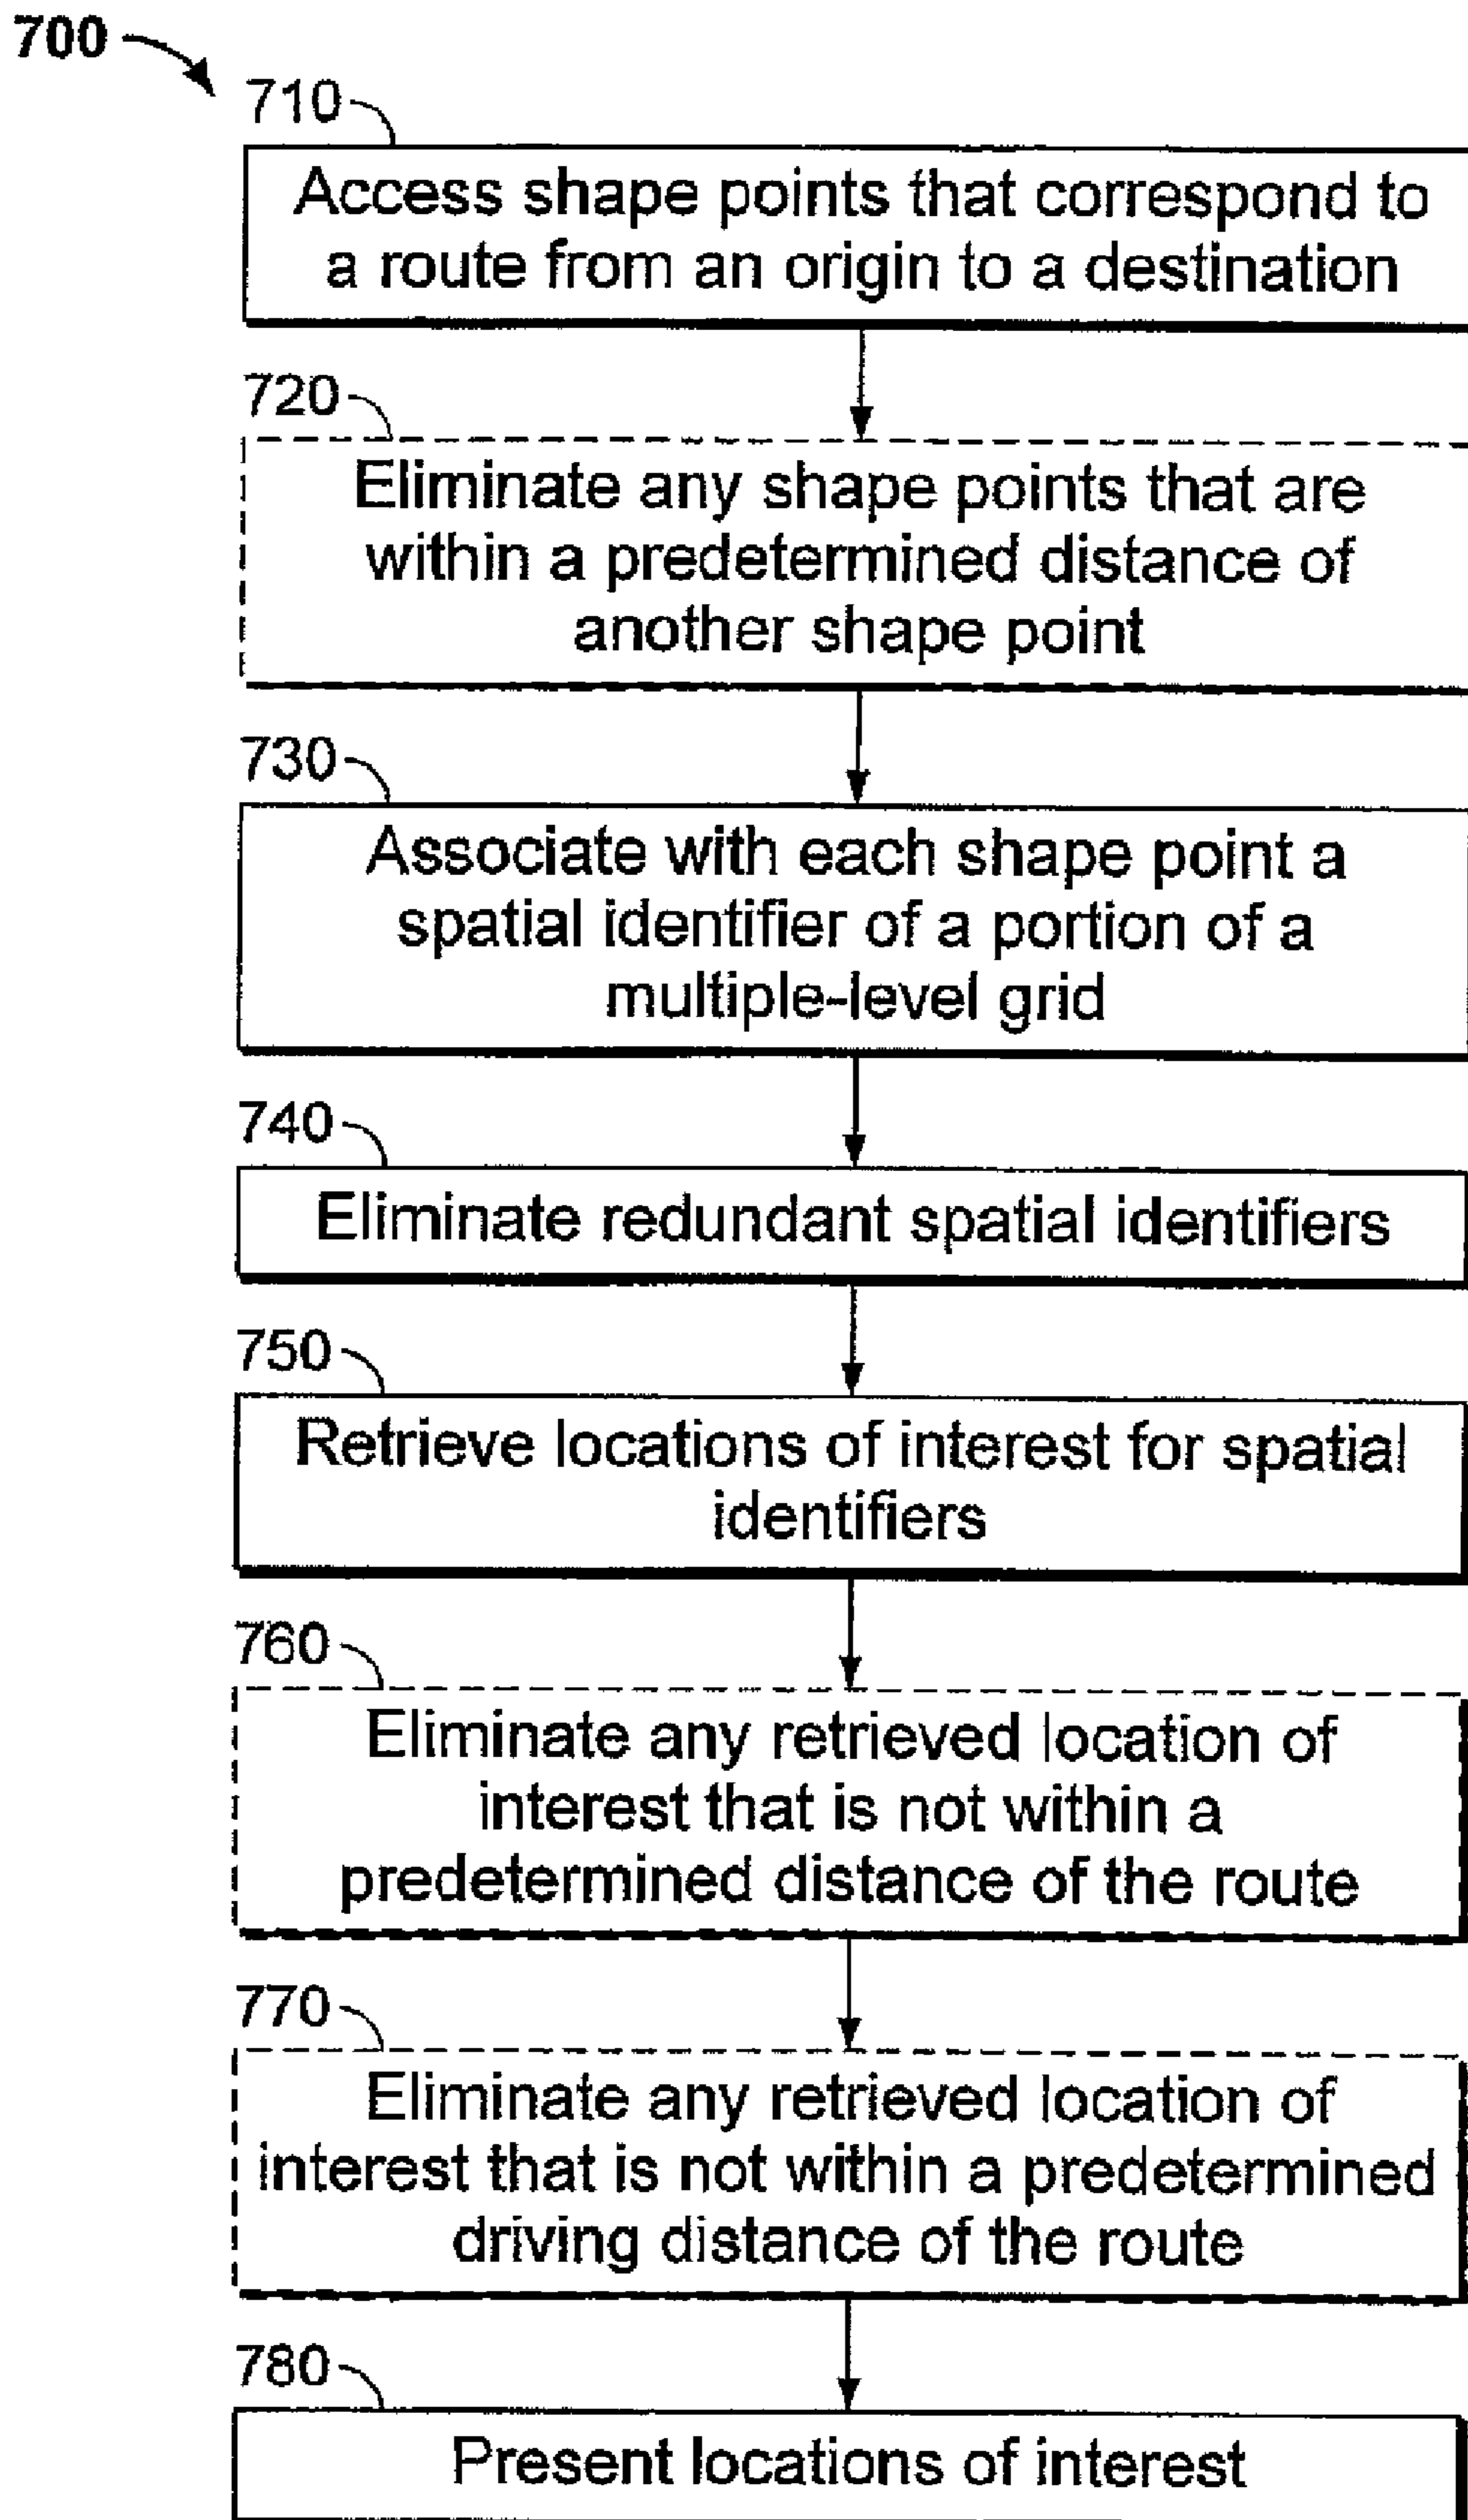 700
710
Access shape points that correspond to
a route from an origin to a destination
720
Eliminate any shape points that are
within a predetermined distance of
another shape point
730
Associate with each shape point a
spatial identifier of a portion of a
multiple-level grid
740
Eliminate redundant spatial identifiers
750
Retrieve locations of interest for spatial
identifiers
760
Eliminate any retrieved location of
interest that is not within a
predetermined distance of the route
770
Eliminate any retrieved location of
interest that is not within a predetermined
driving distance of the route
780
Present locations of interest